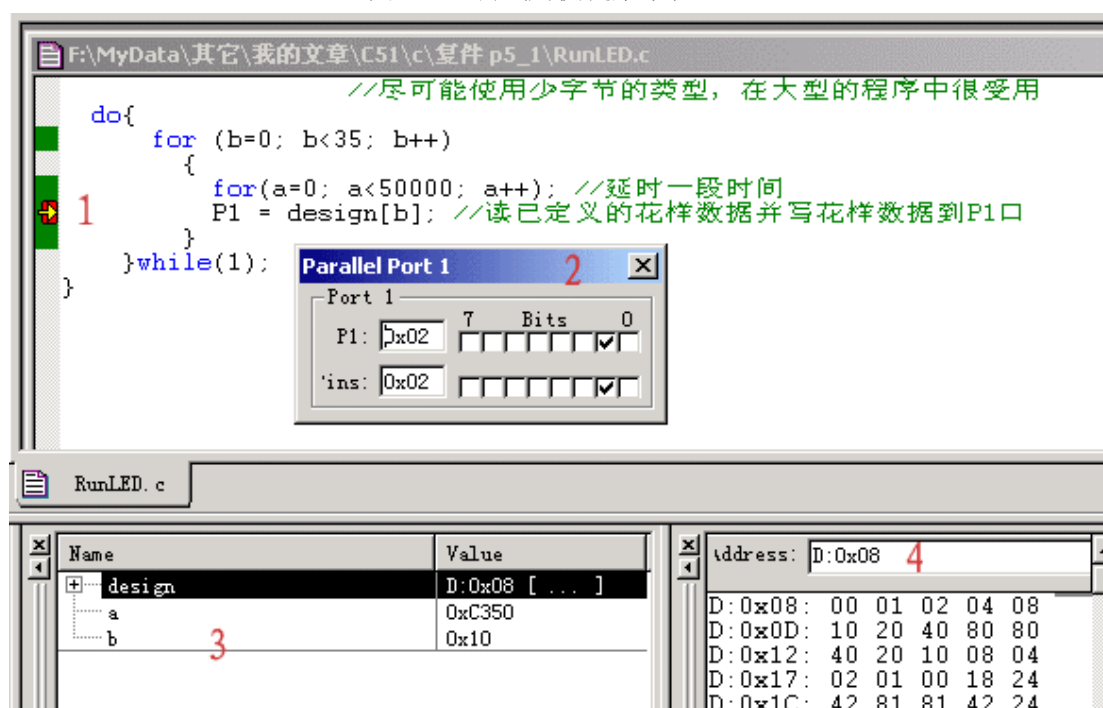 F:\MyData\其它\我的文章\C51\c\复件 p5_1\RunLED.c
//尽可能使用少字节的类型，在大型的程序中很受用
do{
for (b=0; b<35; b++)
{
for(a=0; a<50000; a++); //延时一段时间
1
P1 = design[b]; //读已定义的花样数据并写花样数据到P1口
}
}while(1);
}
Parallel Port 1
2
Port 1
7 Bits 0
P1: 0x02
'ins: 0x02
RunLED.c
Name Value
design D:0x08 [ ... ]
a 0xC350
b 0x10
3
Address: D:0x08
4
D:0x08: 00 01 02 04 08
D:0x0D: 10 20 40 80 80
D:0x12: 40 20 10 08 04
D:0x17: 02 01 00 18 24
D:0x1C: 42 81 81 42 24